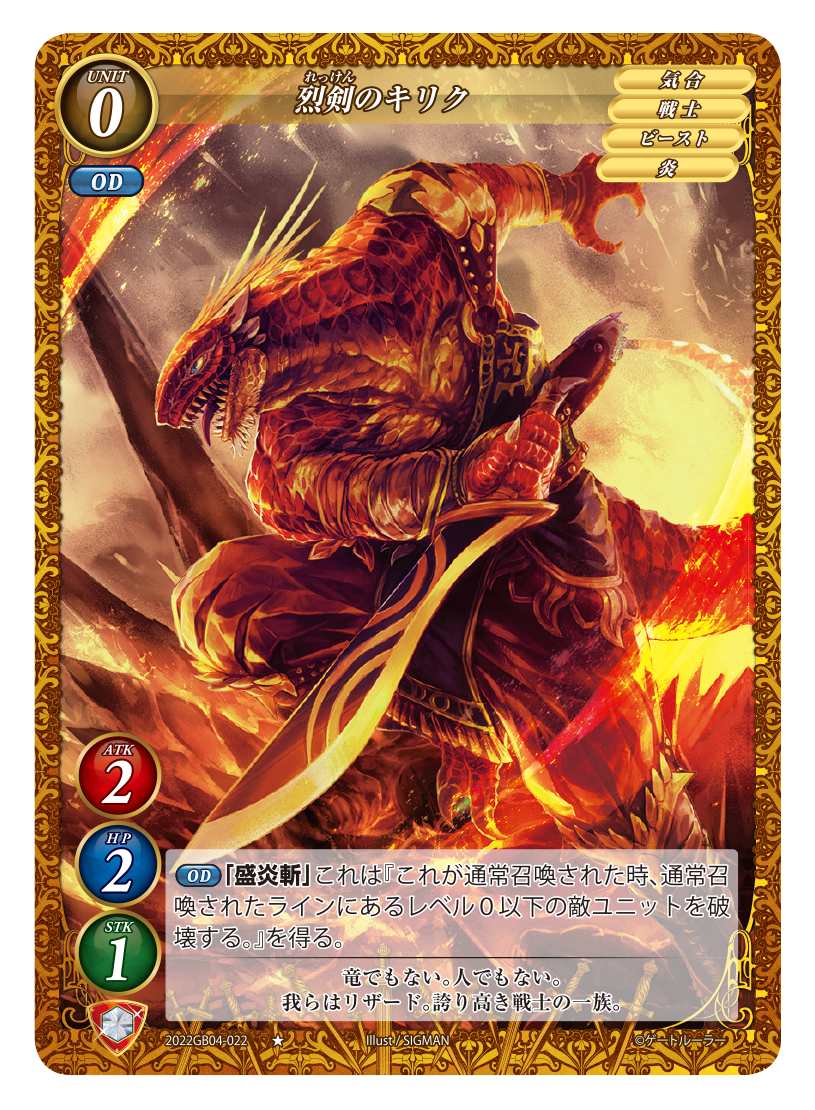 UNIT
0
OD
れっけん
烈剣のキリク
気合
戦士
ビースト
炎
ATK
2
HP
2
STK
1
OD「盛炎斬」これは『これが通常召喚された時、通常召
喚されたラインにあるレベル0以下の敵ユニットを破
壊する。』を得る。
竜でもない。人でもない。
我らはリザード。誇り高き戦士の一族。
2022GB04-022 ★ Illust / SIGMAN ©ゲートルーラー